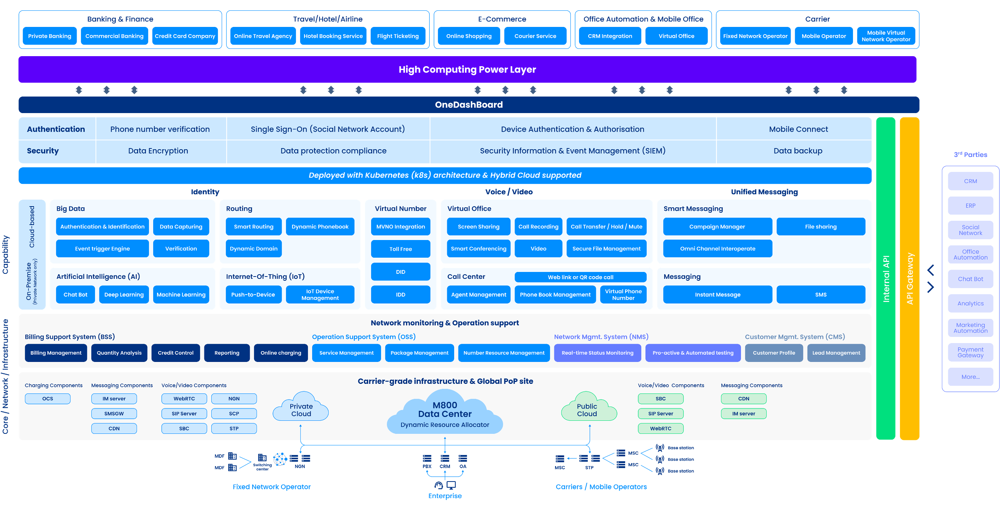 Banking & Finance
Private Banking
Commercial Banking
Credit Card Company
Travel/Hotel/Airline
Online Travel Agency
Hotel Booking Service
Flight Ticketing
E-Commerce
Online Shopping
Courier Service
Office Automation & Mobile Office
CRM Integration
Virtual Office
Carrier
Fixed Network Operator
Mobile Operator
Mobile Virtual
Network Operator
High Computing Power Layer
OneDashBoard
Authentication
Phone number verification
Single Sign-On (Social Network Account)
Device Authentication & Authorisation
Mobile Connect
Security
Data Encryption
Data protection compliance
Security Information & Event Management (SIEM)
Data backup
Deployed with Kubernetes (k8s) architecture & Hybrid Cloud supported
Capability
Cloud-based
On-Premise
(Private Network only)
Identity
Voice / Video
Unified Messaging
Big Data
Authentication & Identification
Data Capturing
Event trigger Engine
Verification
Routing
Smart Routing
Dynamic Phonebook
Dynamic Domain
Virtual Number
MVNO Integration
Toll Free
DID
IDD
Virtual Office
Screen Sharing
Call Recording
Call Transfer / Hold / Mute
Smart Conferencing
Video
Secure File Management
Smart Messaging
Campaign Manager
File sharing
Omni Channel Interoperate
Artificial Intelligence (AI)
Chat Bot
Deep Learning
Machine Learning
Internet-Of-Thing (IoT)
Push-to-Device
IoT Device
Management
Call Center
Web link or QR code call
Agent Management
Phone Book Management
Virtual Phone
Number
Messaging
Instant Message
SMS
Internal API
API Gateway
3rd Parties
CRM
ERP
Social
Network
Office
Automation
Chat Bot
Analytics
Marketing
Automation
Payment
Gateway
More...
Core / Network / Infrastructure
Network monitoring & Operation support
Billing Support System (BSS)
Billing Management
Quantity Analysis
Credit Control
Reporting
Online charging
Operation Support System (OSS)
Service Management
Package Management
Number Resource Management
Network Mgmt. System (NMS)
Real-time Status Monitoring
Pro-active & Automated testing
Customer Mgmt. System (CMS)
Customer Profile
Lead Management
Carrier-grade infrastructure & Global PoP site
Charging Components
OCS
Messaging Components
IM server
SMSGW
CDN
Voice/Video Components
WebRTC
NGN
SIP Server
SCP
SBC
STP
Private
Cloud
M800
Data Center
Dynamic Resource Allocator
Public
Cloud
Voice/Video Components
SBC
SIP Server
WebRTC
Messaging Components
CDN
IM server
MDF
MDF
Switching
center
NGN
Fixed Network Operator
PBX
CRM
OA
Enterprise
MSC
STP
MSC
MSC
Base station
Base station
Base station
Carriers / Mobile Operators